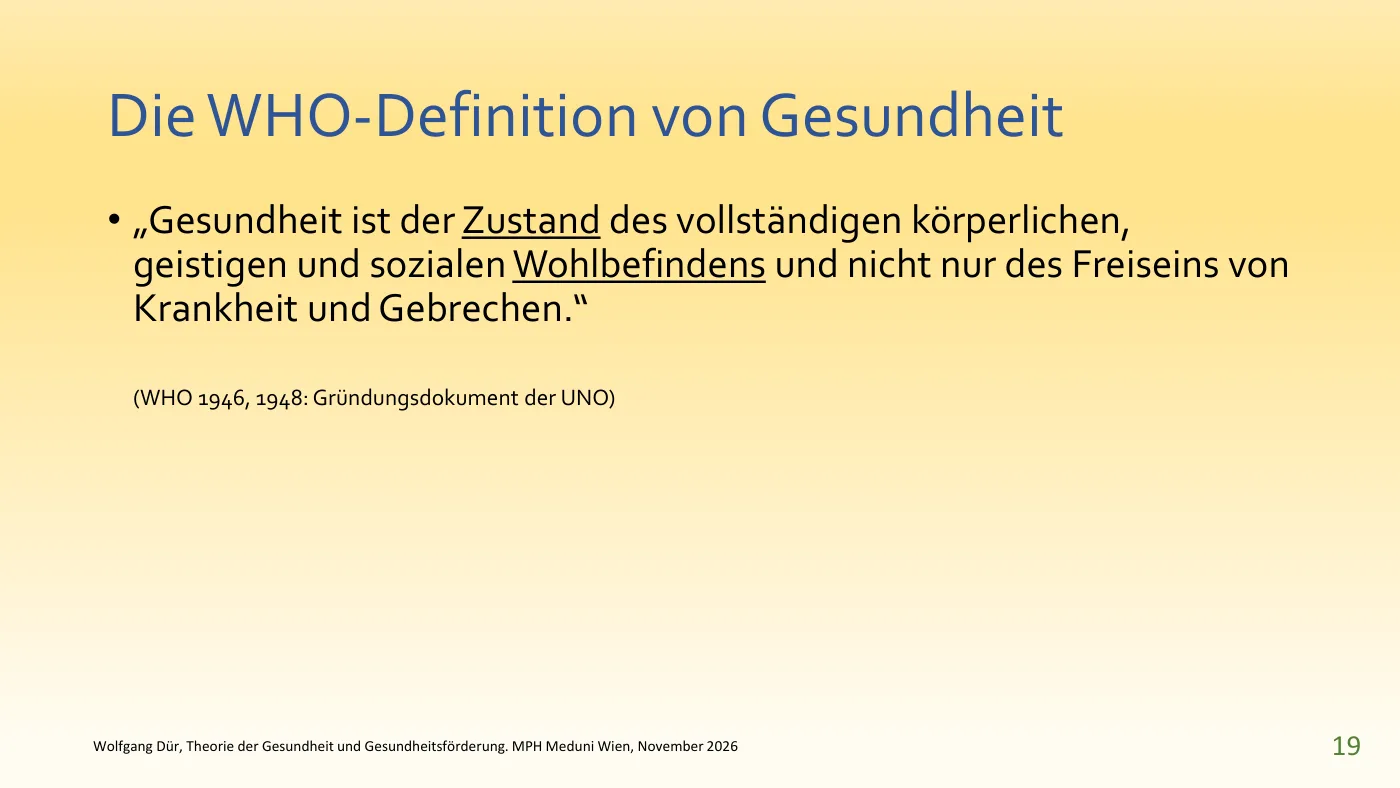 Die WHO-Definition von Gesundheit
• „Gesundheit ist der Zustand des vollständigen körperlichen,
geistigen und sozialen Wohlbefindens und nicht nur des Freiseins von
Krankheit und Gebrechen.“
(WHO 1946, 1948: Gründungsdokument der UNO)
Wolfgang Dür, Theorie der Gesundheit und Gesundheitsförderung. MPH Meduni Wien, November 2026
19